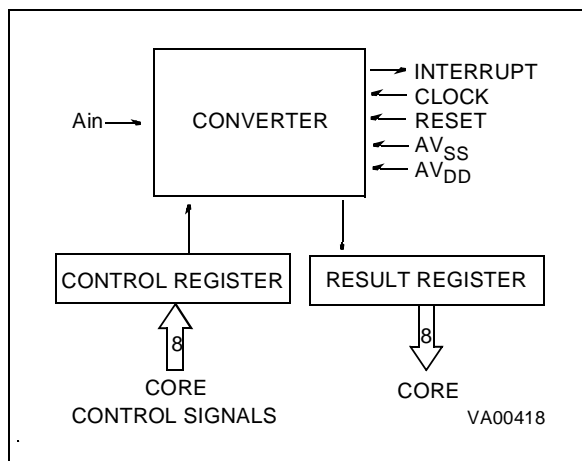 INTERRUPT
CLOCK
Ain
CONVERTER
RESET
AVSS
AVDD
CONTROL REGISTER
RESULT REGISTER
8
8
CORE
CONTROL SIGNALS
CORE
VA00418